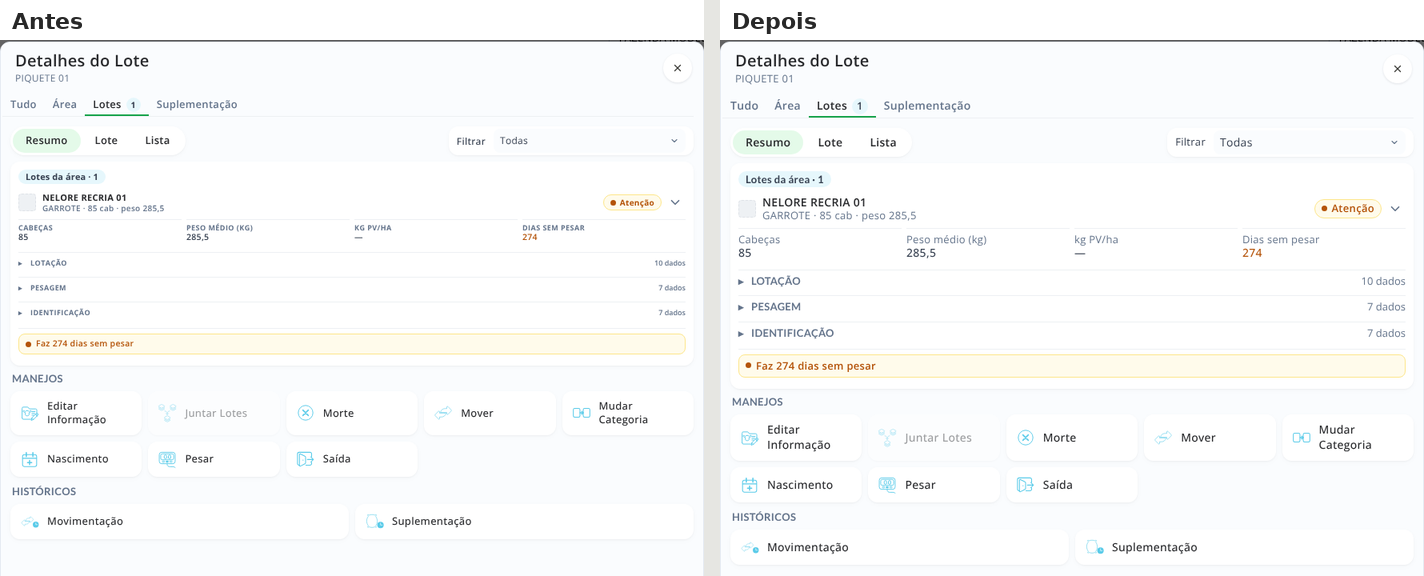 Antes
Detalhes do Lote
PIQUETE 01
Tudo Área Lotes 1 Suplementação
Resumo Lote Lista Filtrar Todas
Lotes da área · 1
NELORE RECRIA 01
GARROTE · 85 cab · peso 285,5
Atenção
CABEÇAS PESO MÉDIO (KG) KG PV/HA DIAS SEM PESAR
85 285,5 — 274
LOTAÇÃO 10 dados
PESAGEM 7 dados
IDENTIFICAÇÃO 7 dados
Faz 274 dias sem pesar
MANEJOS
Editar Informação
Juntar Lotes
Morte
Mover
Mudar Categoria
Nascimento
Pesar
Saída
HISTÓRICOS
Movimentação
Suplementação
Depois
Detalhes do Lote
PIQUETE 01
Tudo Área Lotes 1 Suplementação
Resumo Lote Lista Filtrar Todas
Lotes da área · 1
NELORE RECRIA 01
GARROTE · 85 cab · peso 285,5
Atenção
Cabeças Peso médio (kg) kg PV/ha Dias sem pesar
85 285,5 — 274
LOTAÇÃO 10 dados
PESAGEM 7 dados
IDENTIFICAÇÃO 7 dados
Faz 274 dias sem pesar
MANEJOS
Editar Informação
Juntar Lotes
Morte
Mover
Mudar Categoria
Nascimento
Pesar
Saída
HISTÓRICOS
Movimentação
Suplementação